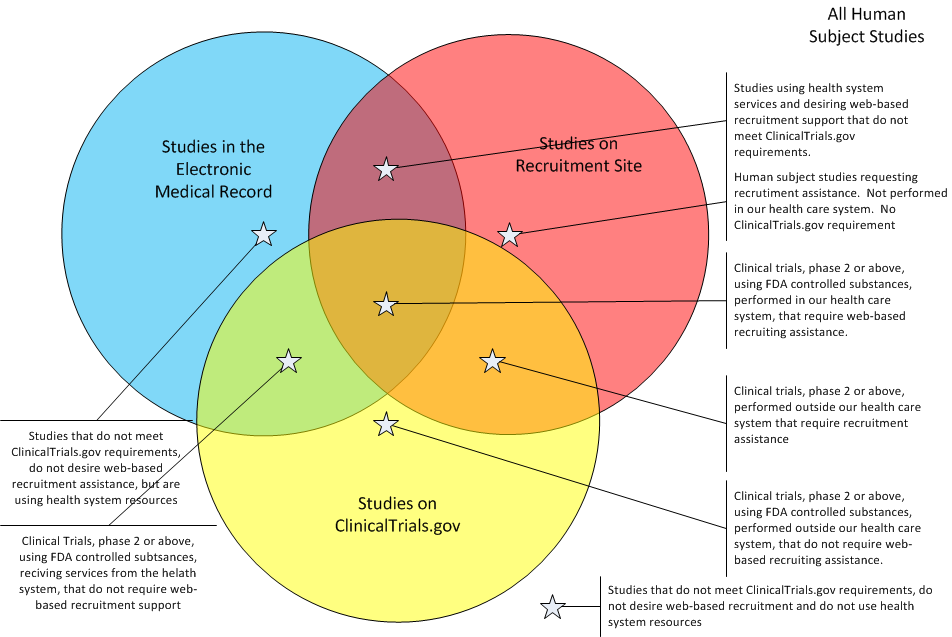 All Human
Subject Studies
Studies in the
Electronic
Medical Record
Studies on
Recruitment Site
Studies using health system
services and desiring web-based
recruitment support that do not
meet ClinicalTrials.gov
requirements.
Human subject studies requesting
recrutiment assistance.  Not performed
in our health care system.  No
ClinicalTrials.gov requirement
Clinical trials, phase 2 or above,
using FDA controlled substances,
performed in our health care
system, that require web-based
recruiting assistance.
Clinical trials, phase 2 or above,
performed outside our health care
system that require recruitment
assistance
Studies that do not meet
ClinicalTrials.gov requirements,
do not desire web-based
recruitment assistance, but are
using health system resources
Studies on
ClinicalTrials.gov
Clinical trials, phase 2 or above,
using FDA controlled substances,
performed outside our health care
system, that do not require web-
based recruiting assistance.
Clinical Trials, phase 2 or above,
using FDA controlled subtsances,
reciving services from the helath
system, that do not require web-
based recruitment support
Studies that do not meet ClinicalTrials.gov requirements, do
not desire web-based recruitment and do not use health
system resources